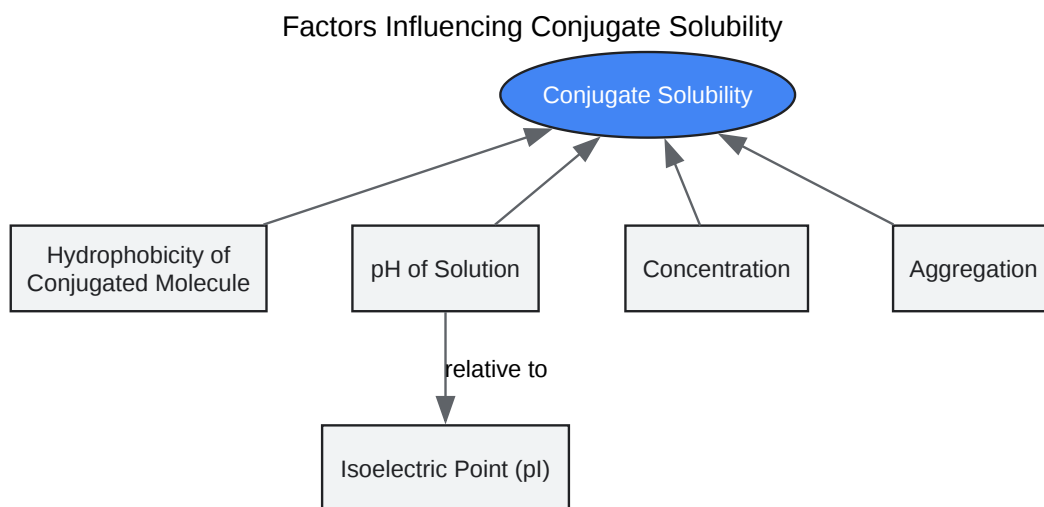 Factors Influencing Conjugate Solubility
Conjugate Solubility
Hydrophobicity of
Conjugated Molecule
pH of Solution
Concentration
Aggregation
relative to
Isoelectric Point (pI)